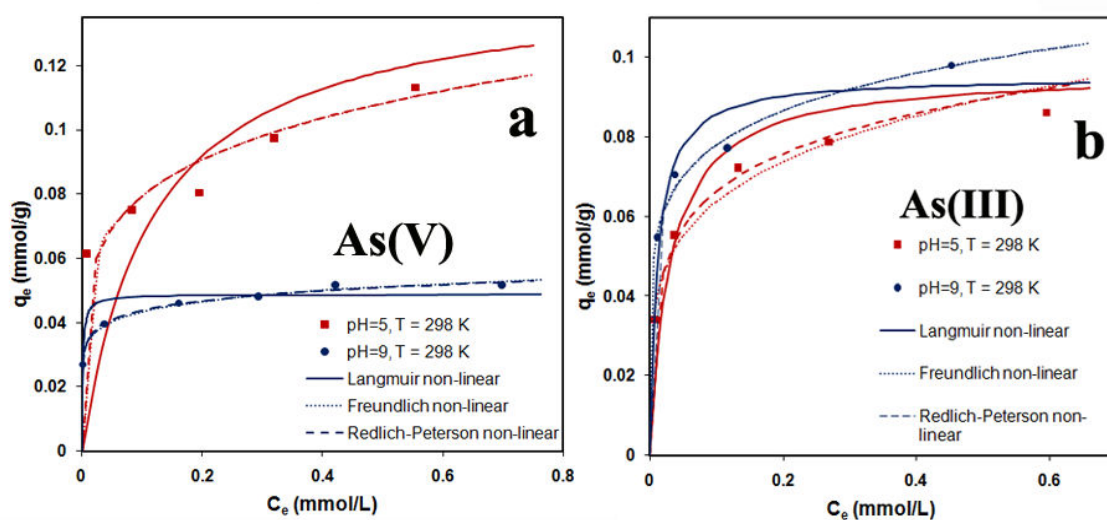 a
As(V)
qe (mmol/g)
0.12
0.1
0.08
0.06
0.04
0.02
0
0
0.2
0.4
0.6
0.8
Ce (mmol/L)
pH=5, T = 298 K
pH=9, T = 298 K
Langmuir non-linear
Freundlich non-linear
Redlich-Peterson non-linear
b
As(III)
qe (mmol/g)
0.1
0.08
0.06
0.04
0.02
0
0
0.2
0.4
0.6
Ce (mmol/L)
pH=5, T = 298 K
pH=9, T = 298 K
Langmuir non-linear
Freundlich non-linear
Redlich-Peterson non-
linear